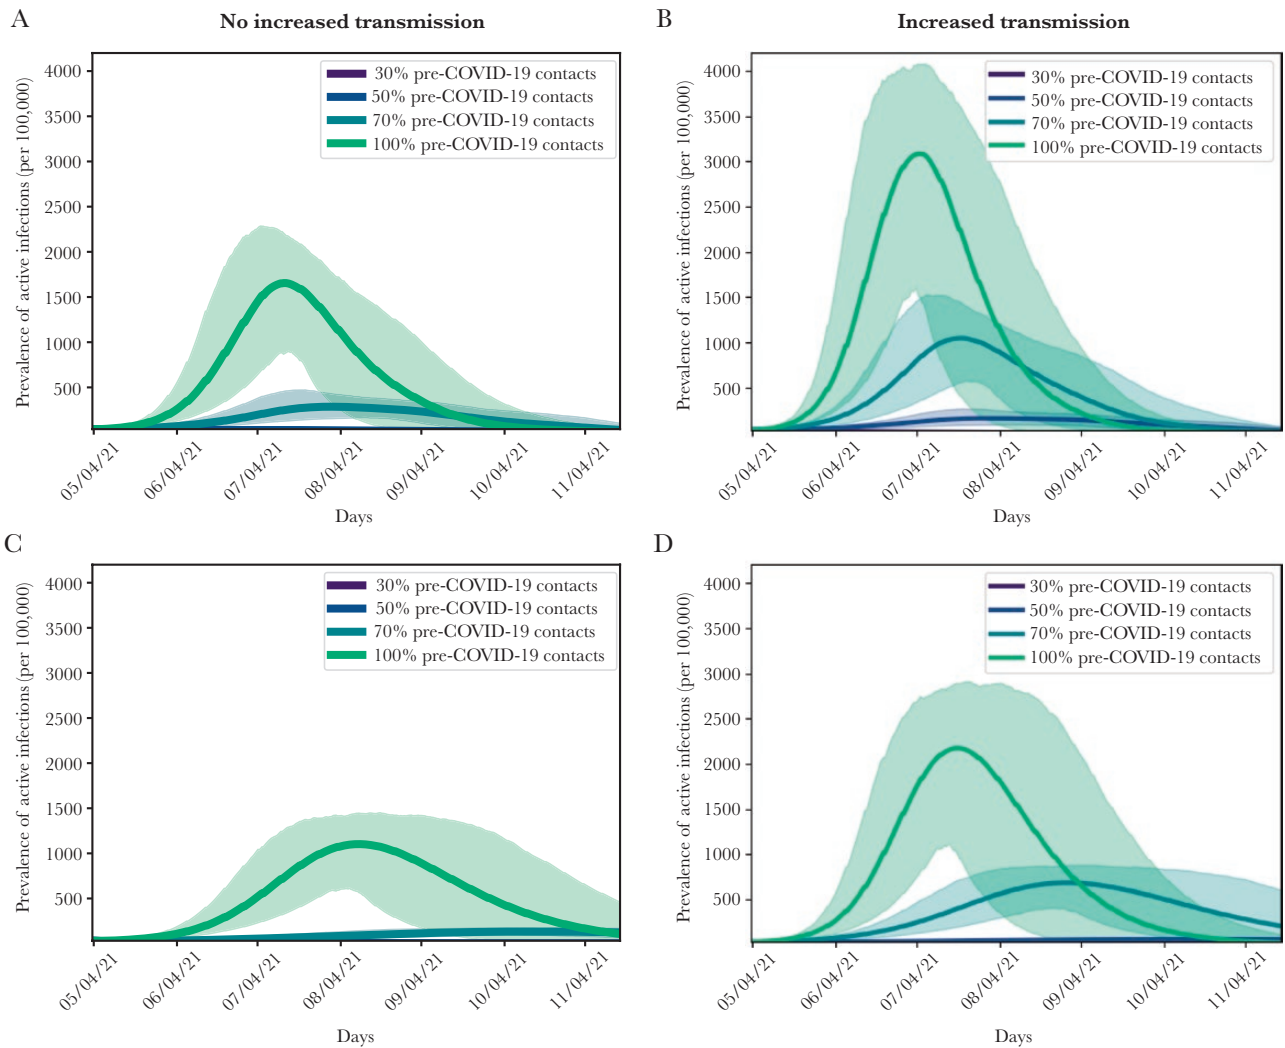 A
No increased transmission
Prevalence of active infections (per 100,000)
4000
3500
3000
2500
2000
1500
1000
500
30% pre-COVID-19 contacts
50% pre-COVID-19 contacts
70% pre-COVID-19 contacts
100% pre-COVID-19 contacts
05/04/21
06/04/21
07/04/21
08/04/21
09/04/21
10/04/21
11/04/21
Days
B
Increased transmission
Prevalence of active infections (per 100,000)
4000
3500
3000
2500
2000
1500
1000
500
30% pre-COVID-19 contacts
50% pre-COVID-19 contacts
70% pre-COVID-19 contacts
100% pre-COVID-19 contacts
05/04/21
06/04/21
07/04/21
08/04/21
09/04/21
10/04/21
11/04/21
Days
C
Prevalence of active infections (per 100,000)
4000
3500
3000
2500
2000
1500
1000
500
30% pre-COVID-19 contacts
50% pre-COVID-19 contacts
70% pre-COVID-19 contacts
100% pre-COVID-19 contacts
05/04/21
06/04/21
07/04/21
08/04/21
09/04/21
10/04/21
11/04/21
Days
D
Prevalence of active infections (per 100,000)
4000
3500
3000
2500
2000
1500
1000
500
30% pre-COVID-19 contacts
50% pre-COVID-19 contacts
70% pre-COVID-19 contacts
100% pre-COVID-19 contacts
05/04/21
06/04/21
07/04/21
08/04/21
09/04/21
10/04/21
11/04/21
Days